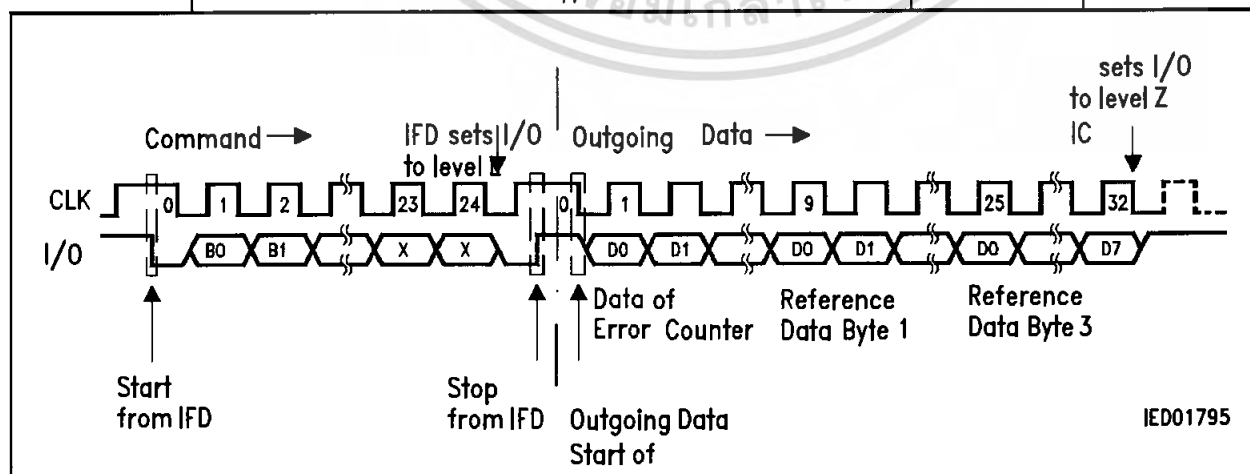 sets I/O
to level Z
IC
Command →
IFD sets I/O
to level Z
Outgoing Data →
CLK
0 1 2 23 24 0 1 9 25 32
I/O
B0 B1 X X D0 D1 D0 D1 D0 D7
Data of
Error Counter
Reference
Data Byte 1
Reference
Data Byte 3
Start
from IFD
Stop
from IFD
Outgoing Data
Start of
IED01795